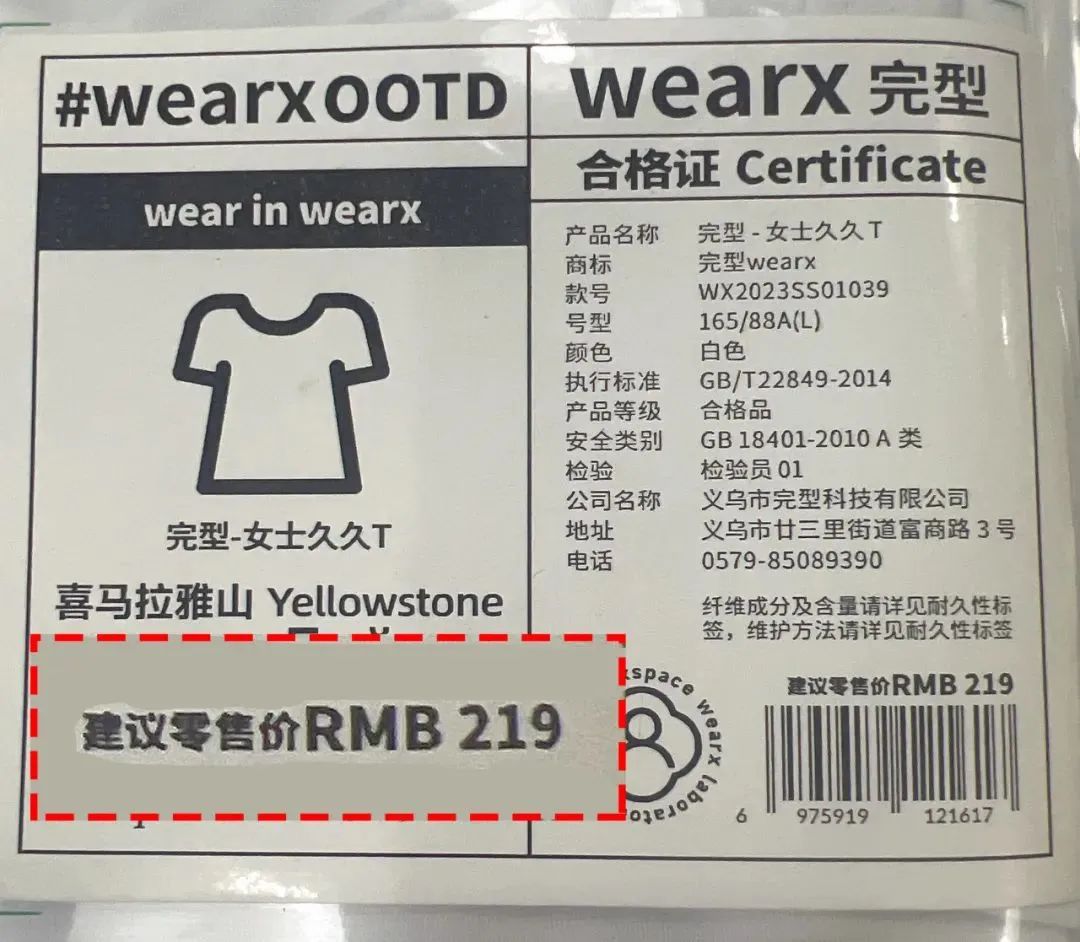 #wearxOOTD
wear in wearx
完型-女士久久T
喜马拉雅山 Yellowstone
建议零售价RMB 219
wearx 完型
合格证 Certificate
产品名称 完型 - 女士久久T
商标 完型wearx
款号 WX2023SS01039
号型 165/88A(L)
颜色 白色
执行标准 GB/T22849-2014
产品等级 合格品
安全类别 GB 18401-2010 A 类
检验 检验员 01
公司名称 义乌市完型科技有限公司
地址 义乌市廿三里街道富商路 3 号
电话 0579-85089390
纤维成分及含量请详见耐久性标
签，维护方法请详见耐久性标签
space wearx
建议零售价RMB 219
6 975919 121617